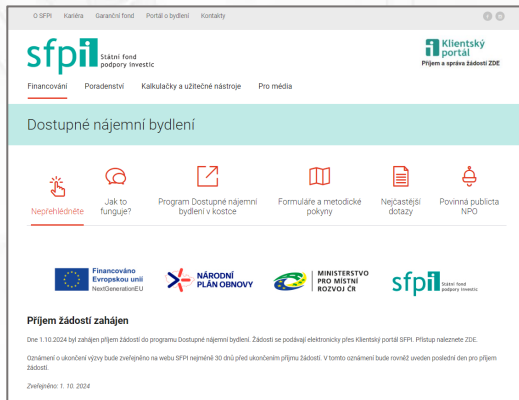 O SFPI Kariéra Garanční fond Portál o bydlení Kontakty
sfpi Státní fond
podpory investic
Klientský
portál
Příjem a správa žádostí ZDE
Financování Poradenství Kalkulačky a užitečné nástroje Pro média
Dostupné nájemní bydlení
Nepřehlédněte
Jak to
funguje?
Program Dostupné nájemní
bydlení v kostce
Formuláře a metodické
pokyny
Nejčastější
dotazy
Povinná publicta
NPO
Financováno
Evropskou unií
NextGenerationEU
NÁRODNÍ
PLÁN OBNOVY
MINISTERSTVO
PRO MÍSTNÍ
ROZVOJ ČR
sfpi Státní fond
podpory investic
Příjem žádostí zahájen
Dne 1.10.2024 byl zahájen příjem žádostí do programu Dostupné nájemní bydlení. Žádosti se podávají elektronicky přes Klientský portál SFPI. Přístup naleznete ZDE.
Oznámení o ukončení výzvy bude zveřejněno na webu SFPI nejméně 30 dnů před ukončením příjmu žádostí. V tomto oznámení bude rovněž uveden poslední den pro příjem
žádostí.
Zveřejněno: 1. 10. 2024